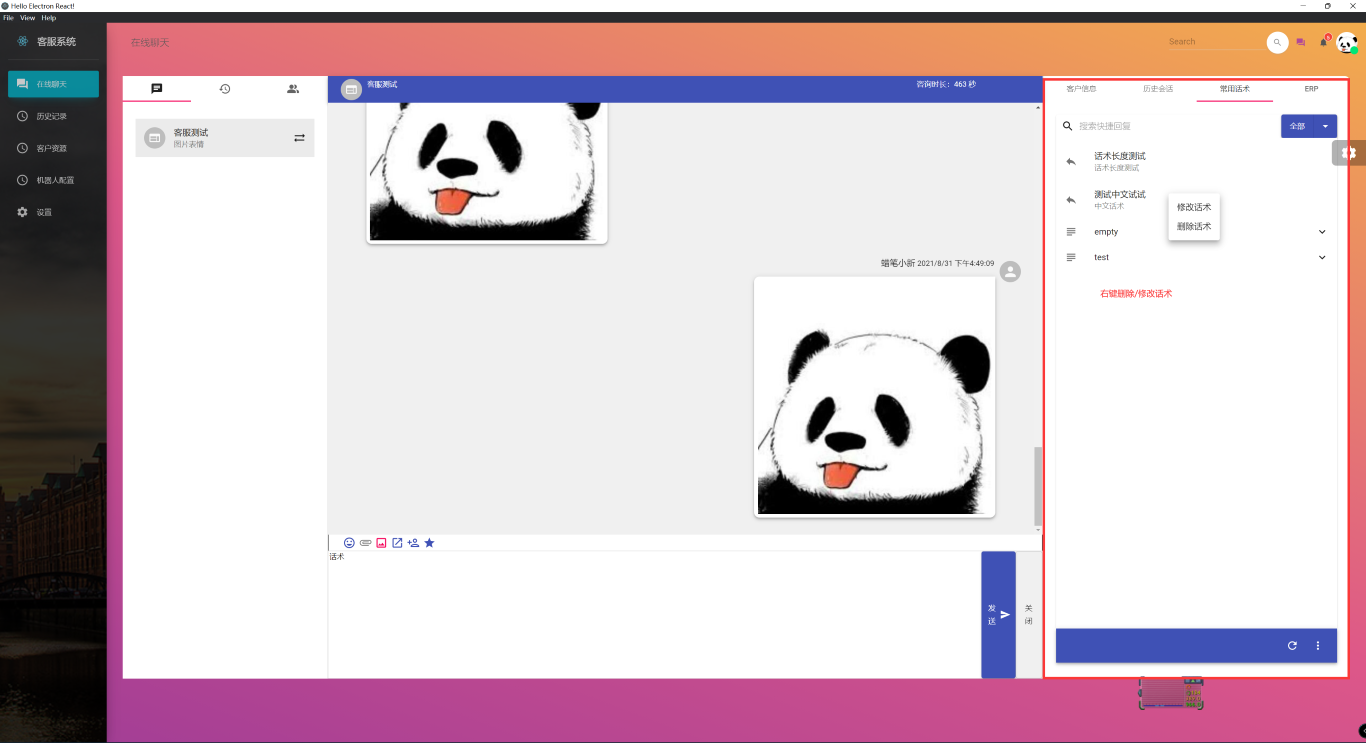 Hello Electron React!
File View Help
客服系统
在线聊天
历史记录
客户资源
机器人配置
设置
在线聊天
Search
客服测试
图片表情
客服测试
咨询时长: 463 秒
蜡笔小新 2021/8/31 下午4:49:09
话术
发送
关闭
客户信息
历史会话
常用话术
ERP
搜索快捷回复
全部
话术长度测试
话术长度测试
测试中文试试
中文话术
修改话术
删除话术
empty
test
右键删除/修改话术